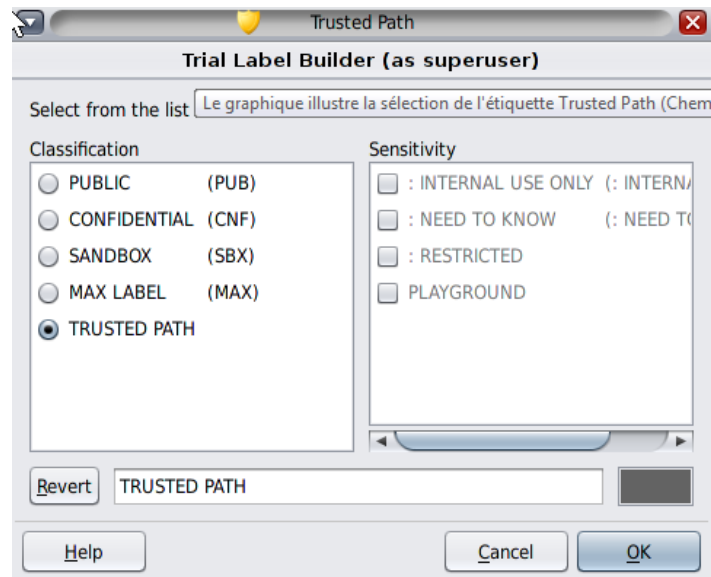 Trusted Path
Trial Label Builder (as superuser)
Select from the list
Le graphique illustre la sélection de l'étiquette Trusted Path (Chem
Classification
PUBLIC (PUB)
CONFIDENTIAL (CNF)
SANDBOX (SBX)
MAX LABEL (MAX)
TRUSTED PATH
Sensitivity
: INTERNAL USE ONLY (: INTERN
: NEED TO KNOW (: NEED T
: RESTRICTED
PLAYGROUND
Revert TRUSTED PATH
Help Cancel OK